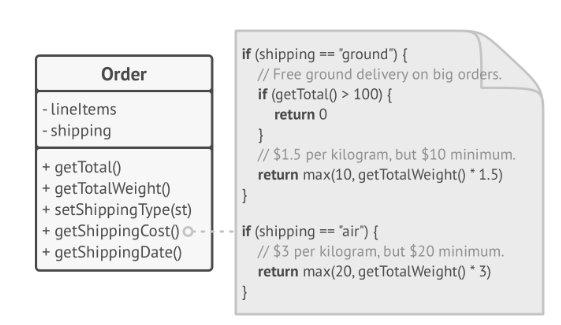 Order
- lineItems
- shipping
+ getTotal()
+ getTotalWeight()
+ setShippingType(st)
+ getShippingCost()
+ getShippingDate()
if (shipping == "ground") {
// Free ground delivery on big orders.
if (getTotal() > 100) {
return 0
}
// $1.5 per kilogram, but $10 minimum.
return max(10, getTotalWeight() * 1.5)
}
if (shipping == "air") {
// $3 per kilogram, but $20 minimum.
return max(20, getTotalWeight() * 3)
}